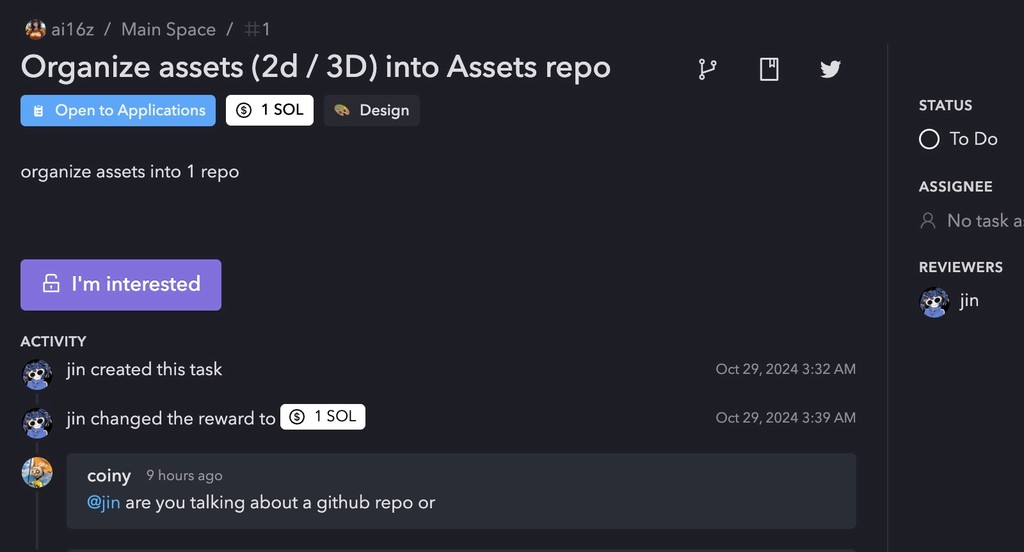 ai16z / Main Space / #1
Organize assets (2d / 3D) into Assets repo
Open to Applications 1 SOL Design
organize assets into 1 repo
I'm interested
ACTIVITY
jin created this task Oct 29, 2024 3:32 AM
jin changed the reward to 1 SOL Oct 29, 2024 3:39 AM
coiny 9 hours ago
@jin are you talking about a github repo or
STATUS
To Do
ASSIGNEE
No task a
REVIEWERS
jin